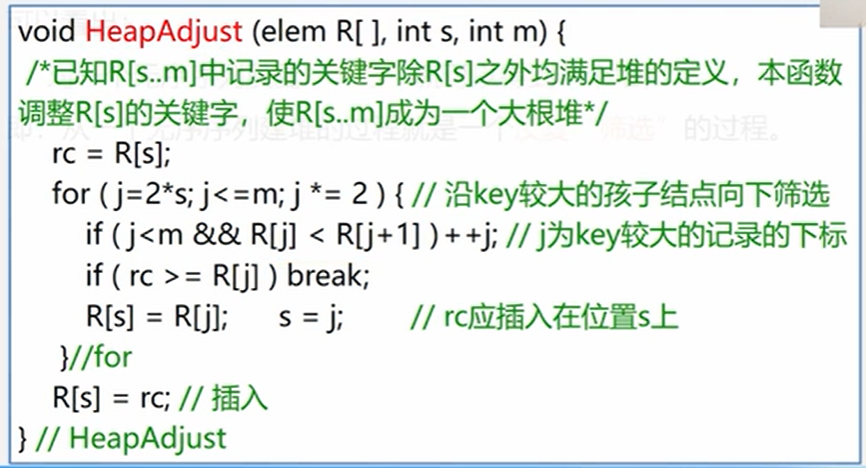 void HeapAdjust (elem R[ ], int s, int m) {
/*已知R[s..m]中记录的关键字除R[s]之外均满足堆的定义，本函数
调整R[s]的关键字，使R[s..m]成为一个大根堆*/
rc = R[s];
for ( j=2*s; j<=m; j *= 2 ) { // 沿key较大的孩子结点向下筛选
if ( j<m && R[j] < R[j+1] ) ++j; // j为key较大的记录的下标
if ( rc >= R[j] ) break;
R[s] = R[j]; s = j; // rc应插入在位置s上
}//for
R[s] = rc; // 插入
} // HeapAdjust